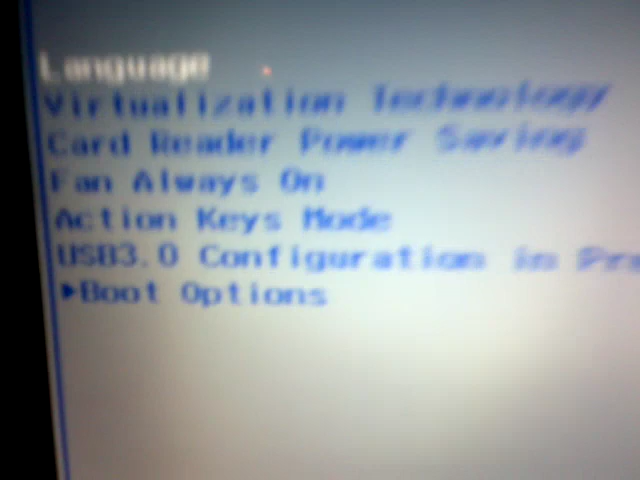 Language
Virtualization Technology
Card Reader Power Saving
Fan Always On
Action Keys Mode
USB3.0 Configuration in Pre
▶Boot Options